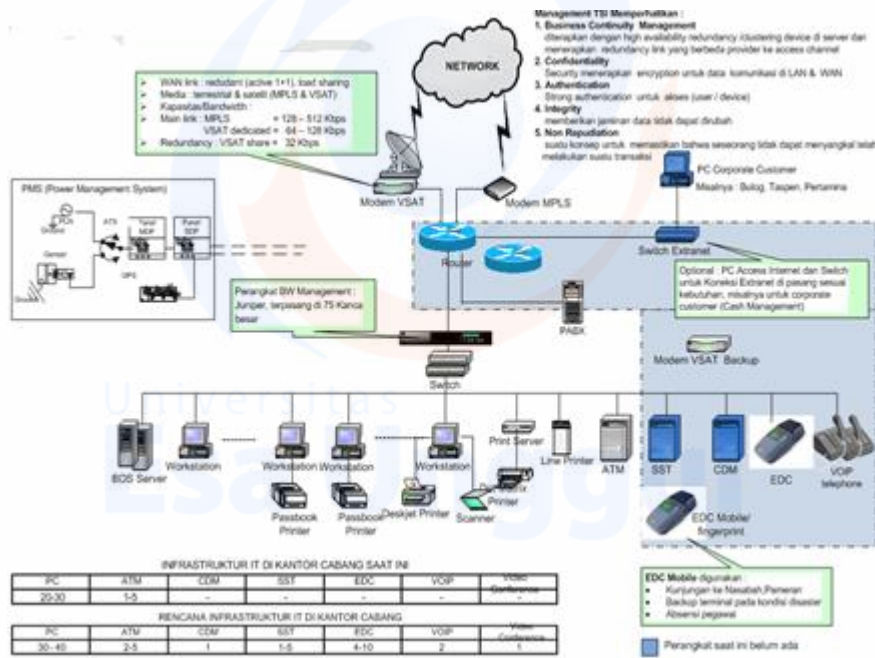 Management TSI Memperhatikan :
1. Business Continuity Management
diterapkan dengan high availability redundancy /clustering device di server dan
menerapkan redundancy link yang berbeda provider ke access channel
2. Confidentiality
Security menerapkan encryption untuk data komunikasi di LAN & WAN
3. Authentication
Strong authentication untuk akses (user / device)
4. Integrity
memberikan jaminan data tidak dapat dirubah
5. Non Repudiation
suatu konsep untuk memastikan bahwa seseorang tidak dapat menyangkal telah
melakukan suatu transaksi
NETWORK
WAN link : redutant (active 1+1), load sharing
Media : terrestrial & satelit (MPLS & VSAT)
Kapasitas/Bandwidth :
Main link : MPLS = 128 – 512 Kbps
VSAT dedicated = 64 – 128 Kbps
Redundancy : VSAT share = 32 Kbps
Modem VSAT
Modem MPLS
PC Corporate Customer
Misalnya : Bulog, Taspen, Pertamina
PMS (Power Management System)
PLN
Ground
ATS
Panel
MDP
Panel
SDP
Genset
UPS
Ground
Router
Switch Extranet
Optional : PC Access Internet dan Switch
untuk Koneksi Extranet di pasang sesuai
kebutuhan, misalnya untuk corporate
customer (Cash Management)
Perangkat BW Management :
Juniper, terpasang di 75 Kanca
besar
PABX
Modem VSAT Backup
Switch
Universitas
Esa Unggul
BDS Server
Workstation
Workstation
Workstation
Workstation
Print Server
Line Printer
ATM
SST
CDM
EDC
VOIP
telephone
Passbook
Printer
Passbook
Printer
Deskjet Printer
Scanner
Printer
EDC Mobile/
fingerprint
INFRASTRUKTUR IT DI KANTOR CABANG SAAT INI
PC ATM CDM SST EDC VOIP Video Conference
20-30 1-5 - - - - -
RENCANA INFRASTRUKTUR IT DI KANTOR CABANG
PC ATM CDM SST EDC VOIP Video Conference
30-40 2-5 1 1-5 4-10 2 1
EDC Mobile digunakan :
Kunjungan ke Nasabah,Pameran
Backup terminal pada kondisi disaster
Absensi pegawai
Perangkat saat ini belum ada